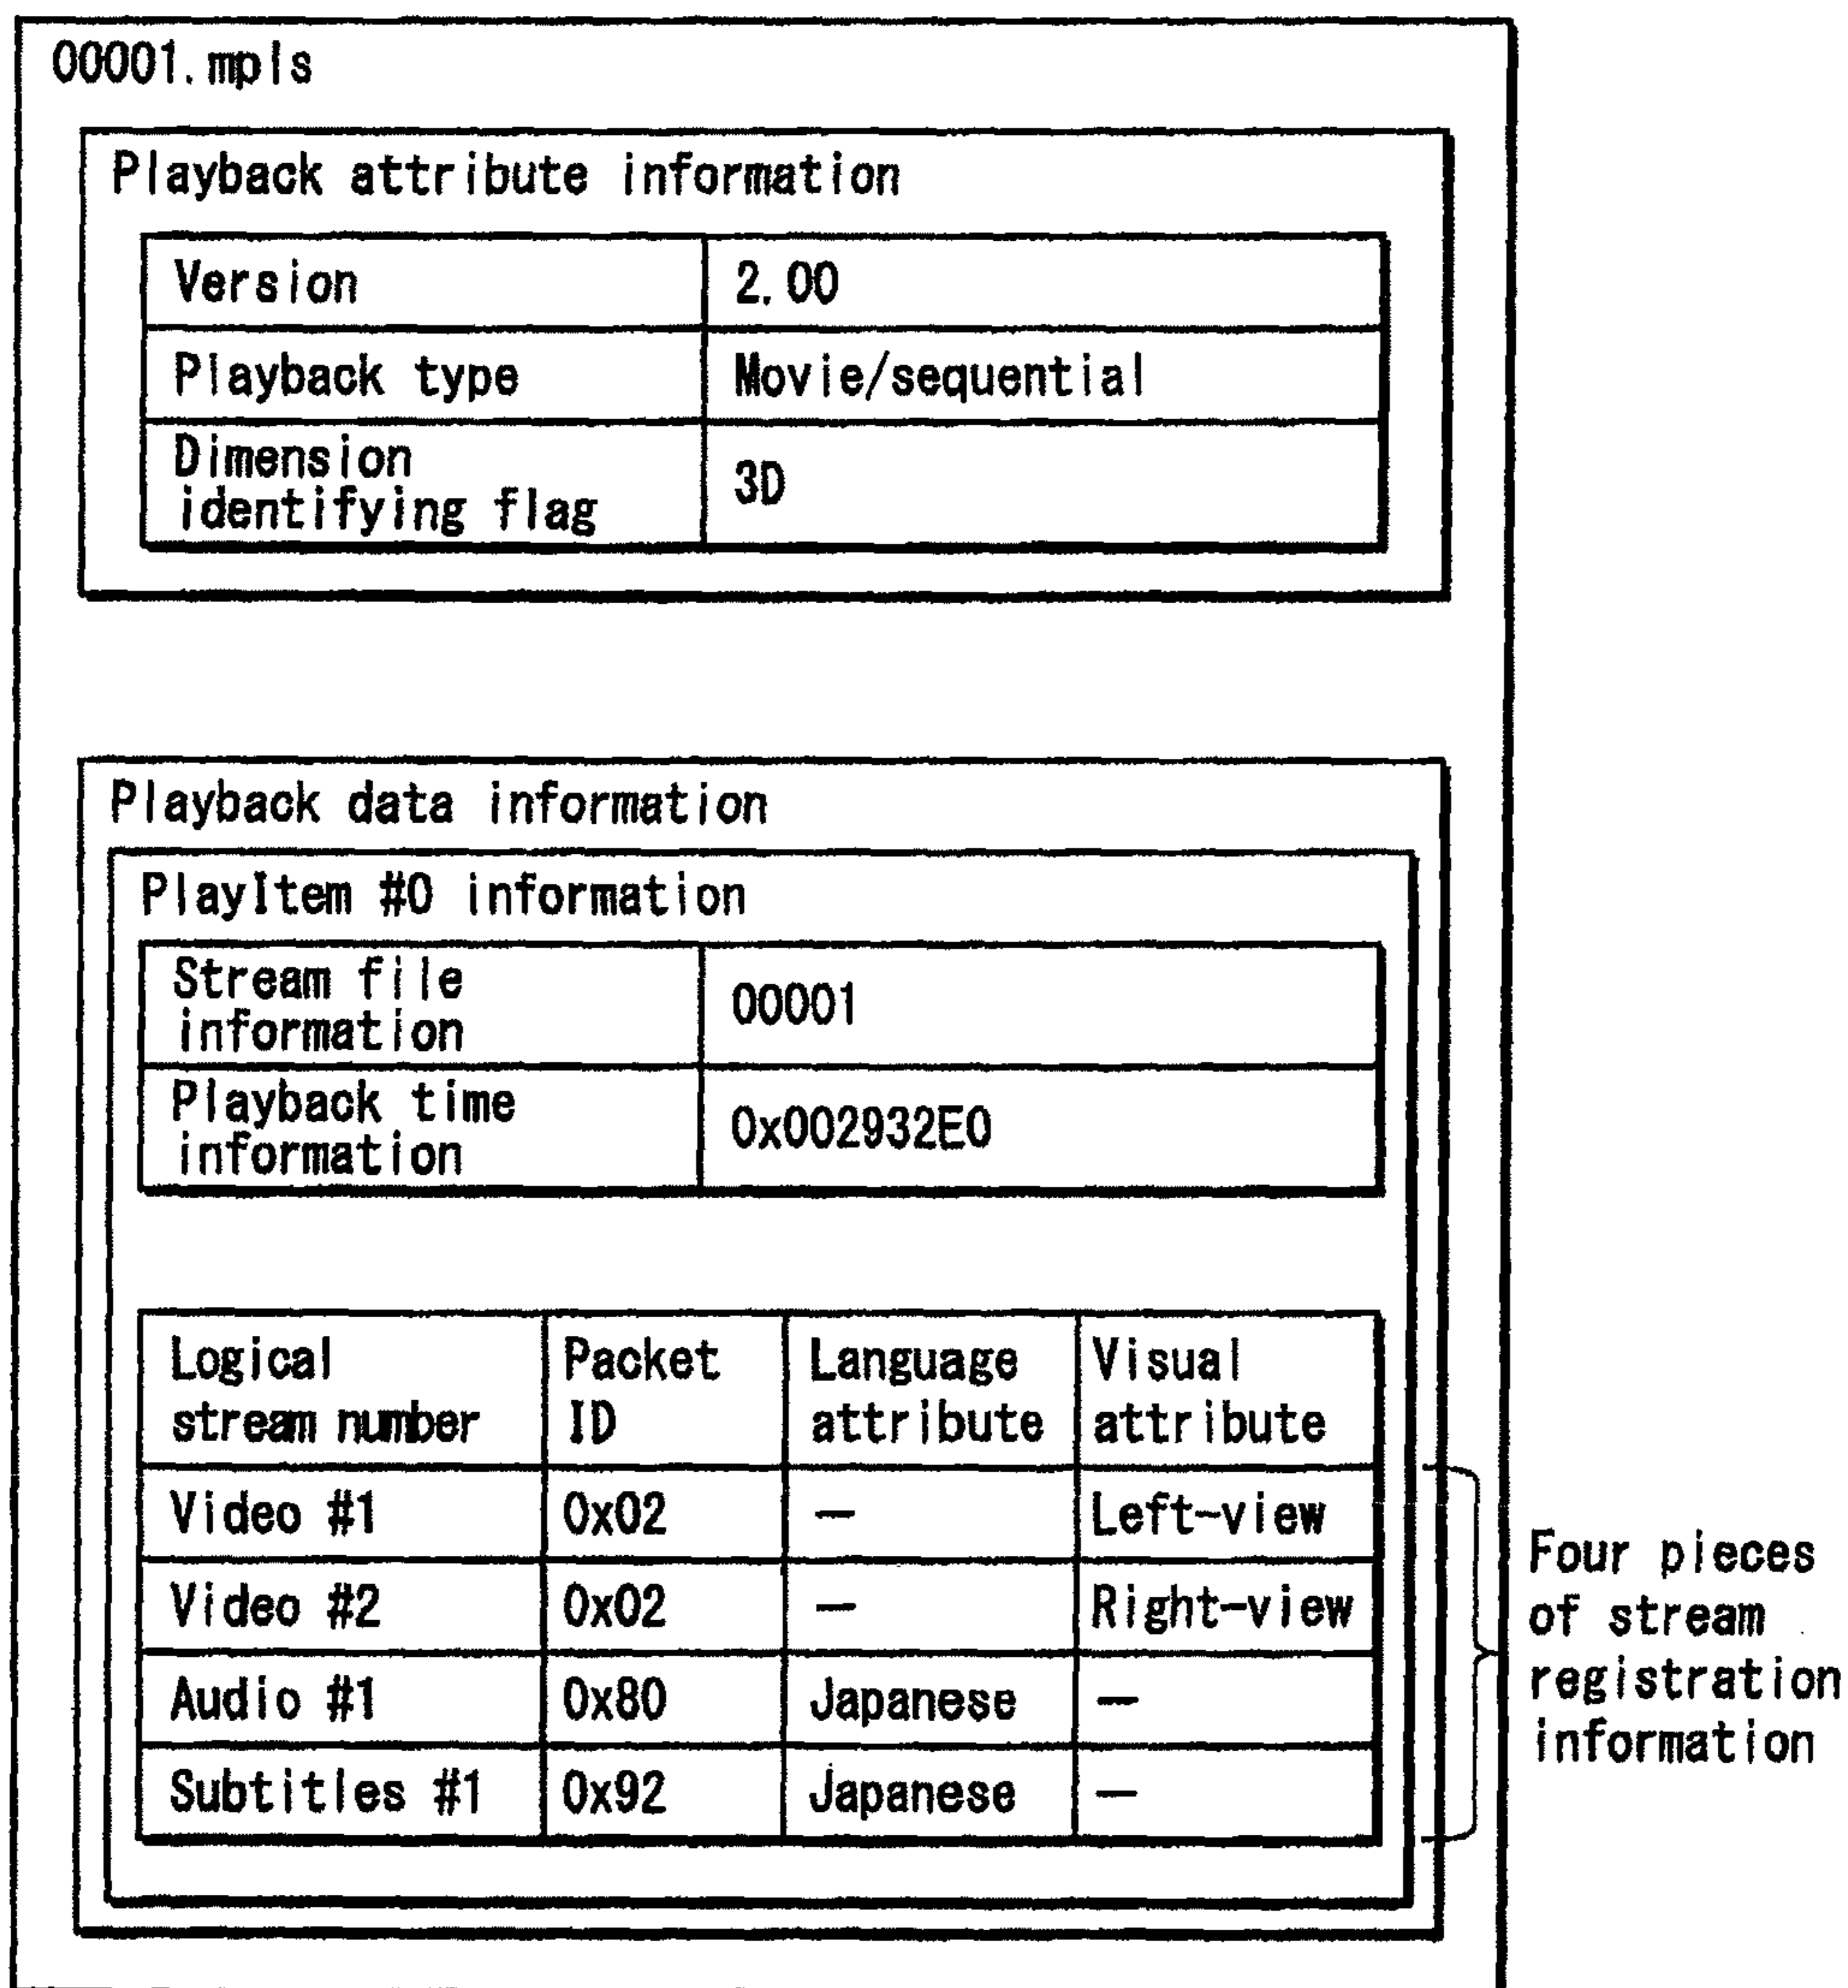 00001.mpls
Playback attribute information
Version 2.00
Playback type Movie/sequential
Dimension
identifying flag 3D
Playback data information
PlayItem #0 information
Stream file
information 00001
Playback time
information 0x002932E0
Logical Packet Language Visual
stream number ID attribute attribute
Video #1 0x02 — Left-view
Video #2 0x02 — Right-view
Audio #1 0x80 Japanese —
Subtitles #1 0x92 Japanese —
Four pieces
of stream
registration
information